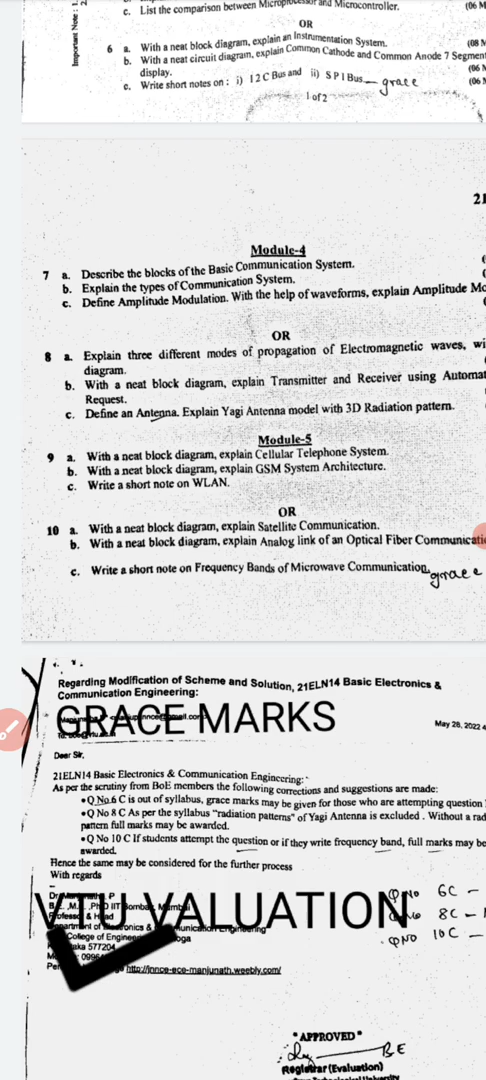 Important Note : 1.
2.
c. List the comparison between Microprocessor and Microcontroller. (06 M
OR
6 a. With a neat block diagram, explain an Instrumentation System. (08 M
b. With a neat circuit diagram, explain Common Cathode and Common Anode 7 Segment
display. (06 M
c. Write short notes on : i) I2C Bus and ii) SPI Bus grace (06 M
1 of 2
21
Module-4
7 a. Describe the blocks of the Basic Communication System.
b. Explain the types of Communication System.
c. Define Amplitude Modulation. With the help of waveforms, explain Amplitude Mo
OR
8 a. Explain three different modes of propagation of Electromagnetic waves, wi
diagram.
b. With a neat block diagram, explain Transmitter and Receiver using Automat
Request.
c. Define an Antenna. Explain Yagi Antenna model with 3D Radiation pattern.
Module-5
9 a. With a neat block diagram, explain Cellular Telephone System.
b. With a neat block diagram, explain GSM System Architecture.
c. Write a short note on WLAN.
OR
10 a. With a neat block diagram, explain Satellite Communication.
b. With a neat block diagram, explain Analog link of an Optical Fiber Communicati
c. Write a short note on Frequency Bands of Microwave Communication. grace
Regarding Modification of Scheme and Solution, 21ELN14 Basic Electronics &
Communication Engineering:
GRACE MARKS
May 28, 2022 4
Dear Sir,
21ELN14 Basic Electronics & Communication Engineering:-
As per the scrutiny from BoE members the following corrections and suggestions are made:
•Q No.6 C is out of syllabus, grace marks may be given for those who are attempting question
•Q No 8 C As per the syllabus "radiation patterns" of Yagi Antenna is excluded . Without a rad
pattern full marks may be awarded.
•Q No 10 C If students attempt the question or if they write frequency band, full marks may be
awarded.
Hence the same may be considered for the further process
With regards
VTU VALUATION
QNO 6C -
QNO 8C -
QNO 10C -
Professor & Head
College of Engineering
577204
http://jnnce-ece-manjunath.weebly.com/
"APPROVED"
BE
Registrar (Evaluation)